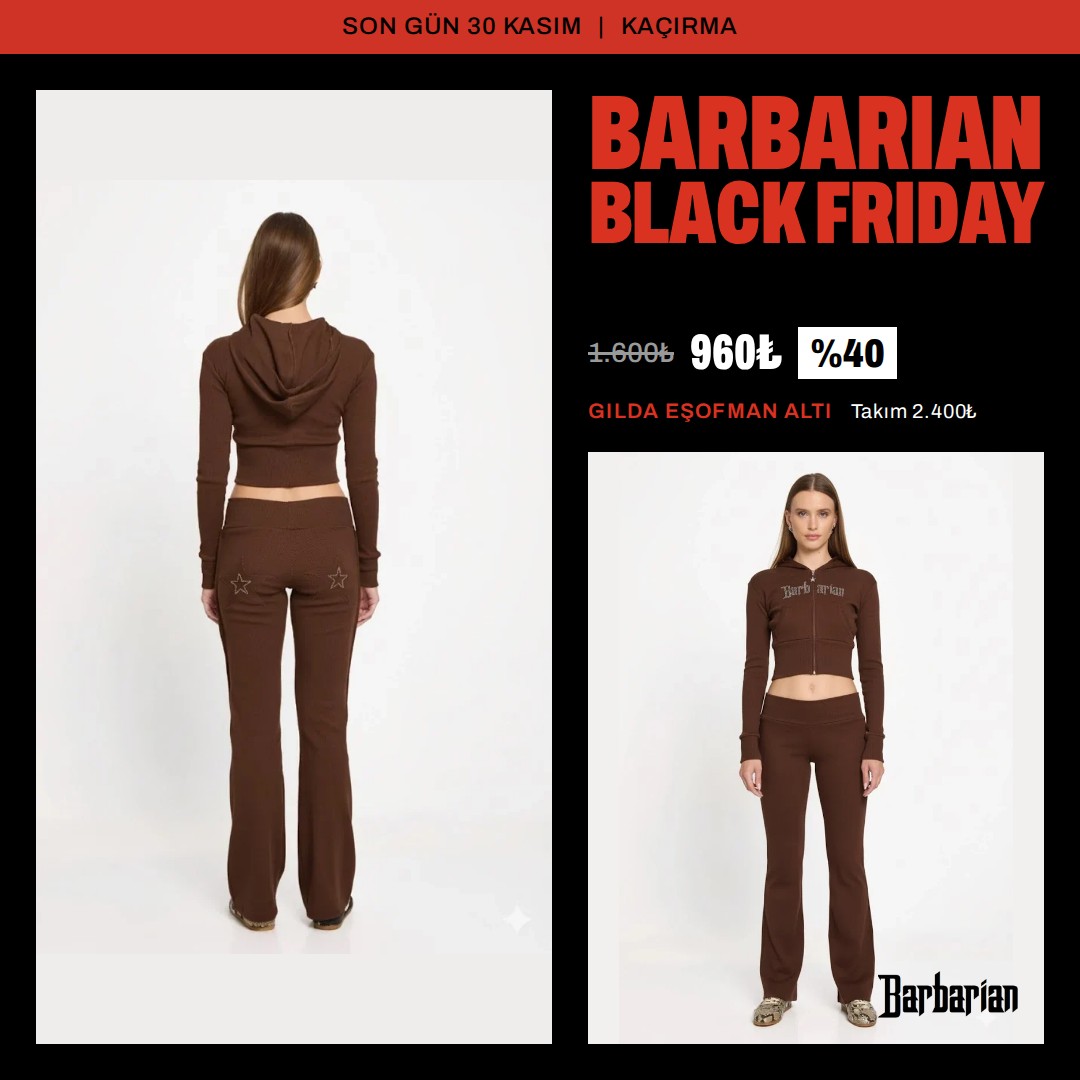 SON GÜN 30 KASIM | KAÇIRMA
BARBARIAN
BLACK FRIDAY
1.600₺ 960₺ %40
GILDA EŞOFMAN ALTI Takım 2.400₺
Barbarian
Barbarian